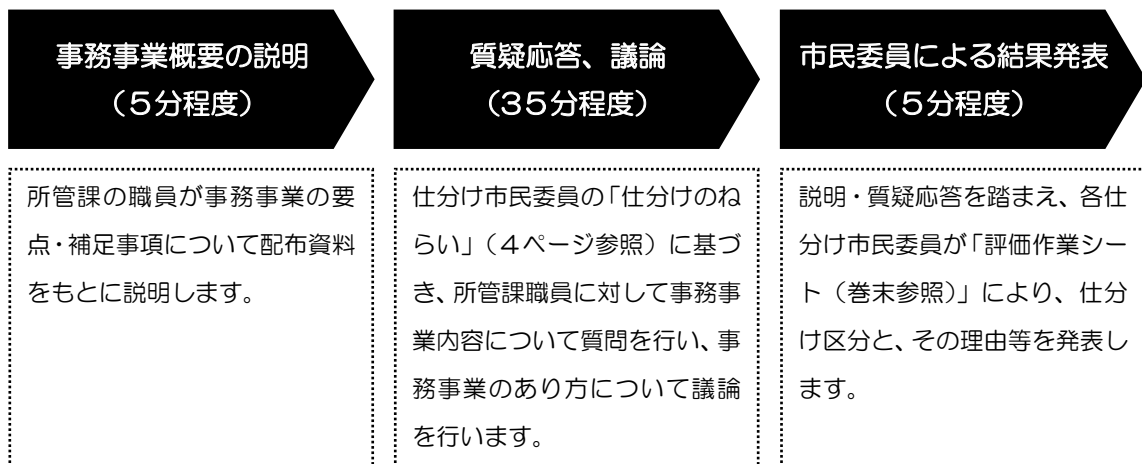 事務事業概要の説明
(5分程度)
所管課の職員が事務事業の要
点・補足事項について配布資料
をもとに説明します。
質疑応答、議論
(35分程度)
仕分け市民委員の「仕分けのね
らい」(4ページ参照)に基づ
き、所管課職員に対して事務事
業内容について質問を行い、事
務事業のあり方について議論
を行います。
市民委員による結果発表
(5分程度)
説明・質疑応答を踏まえ、各仕
分け市民委員が「評価作業シー
ト(巻末参照)」により、仕分
け区分と、その理由等を発表し
ます。